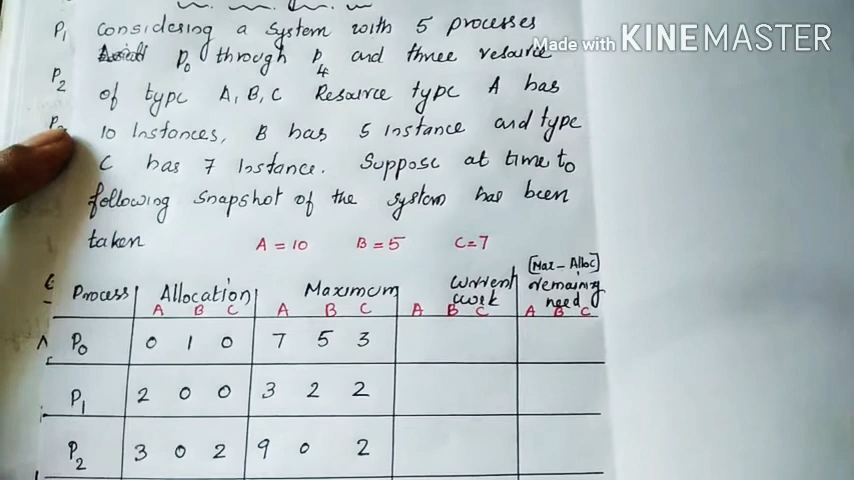 P1 Considering a System with 5 processes
P0 through P4 and three resource
Made with KINEMASTER
P2 of type A, B, C Resource type A has
10 Instances, B has 5 instance and type
C has 7 Instance. Suppose at time to
following snapshot of the system has been
taken A = 10 B = 5 C = 7
Process Allocation Maximum Current work [Max - Alloc] remaining need
A B C A B C A B C A B C
P0 0 1 0 7 5 3
P1 2 0 0 3 2 2
P2 3 0 2 9 0 2